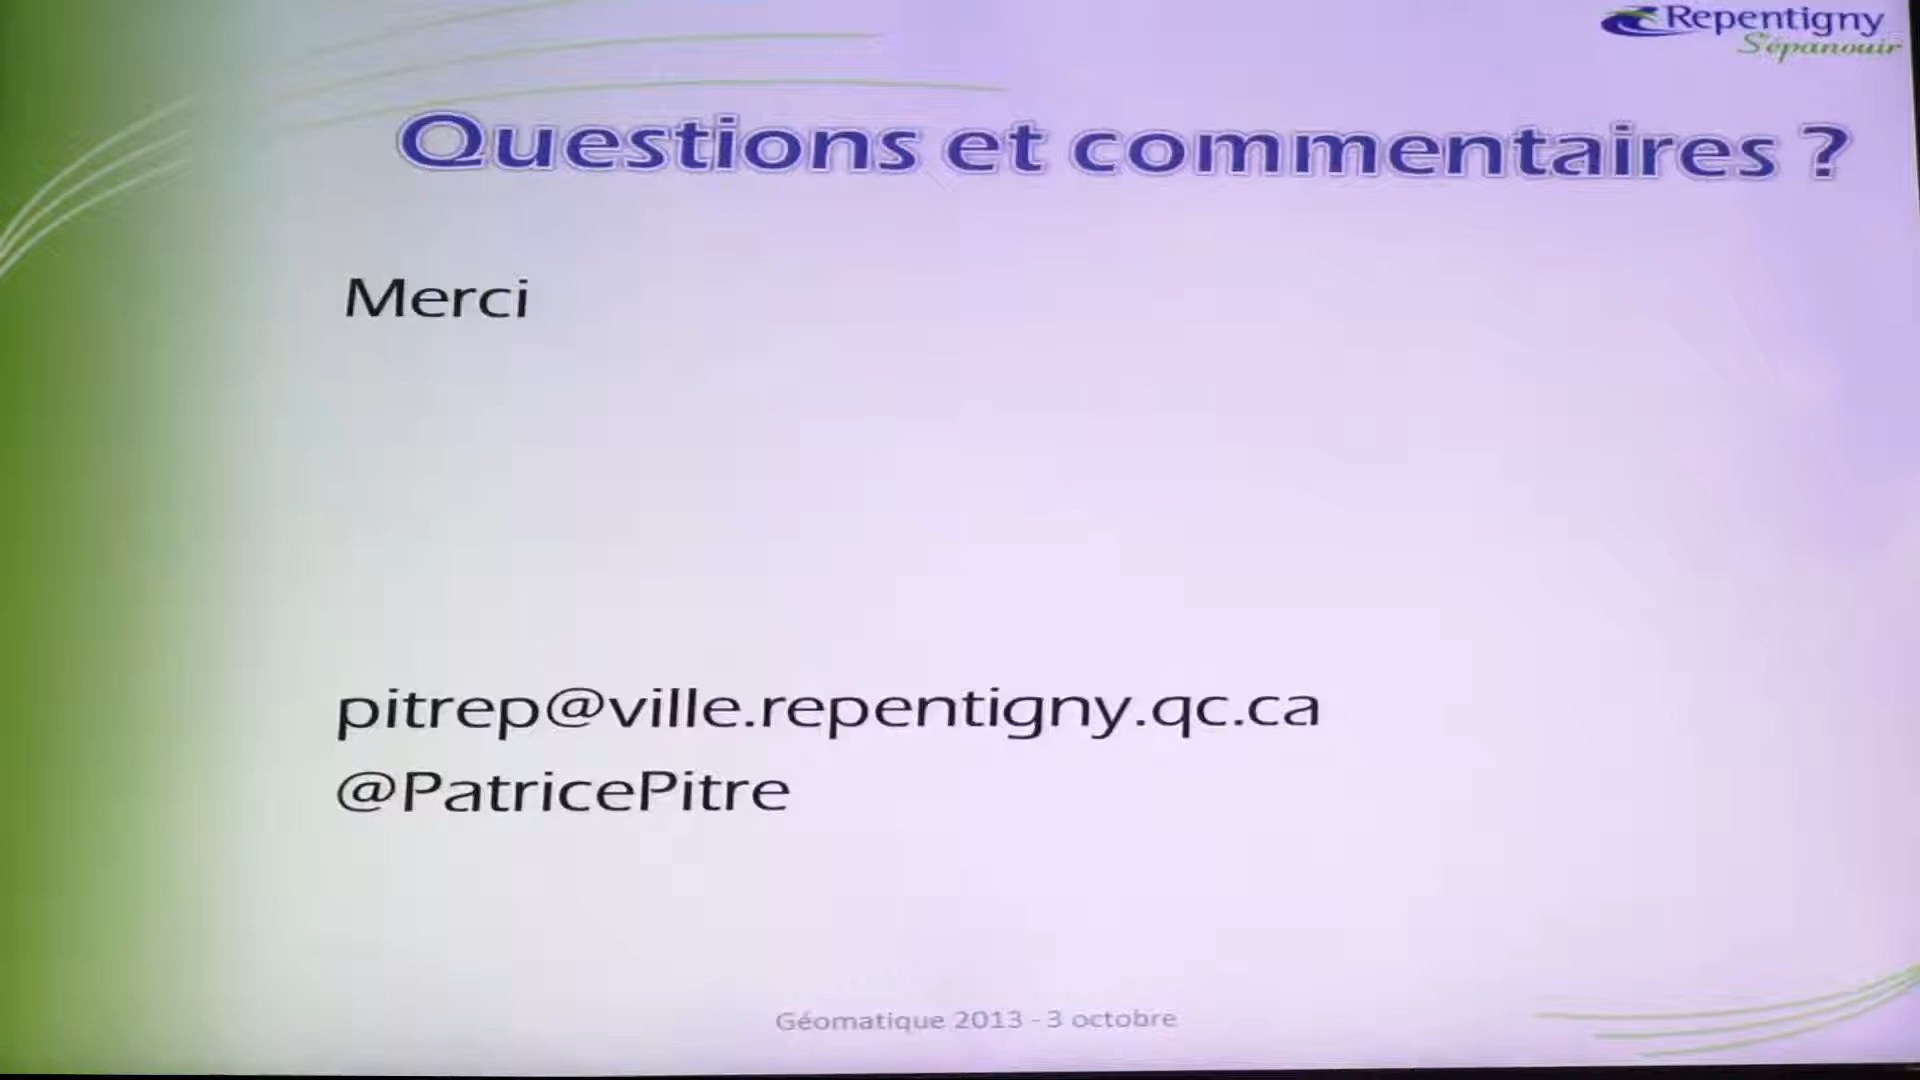 Repentigny
S'épanouir
Questions et commentaires ?
Merci
pitrep@ville.repentigny.qc.ca
@PatricePitre
Géomatique 2013 - 3 octobre